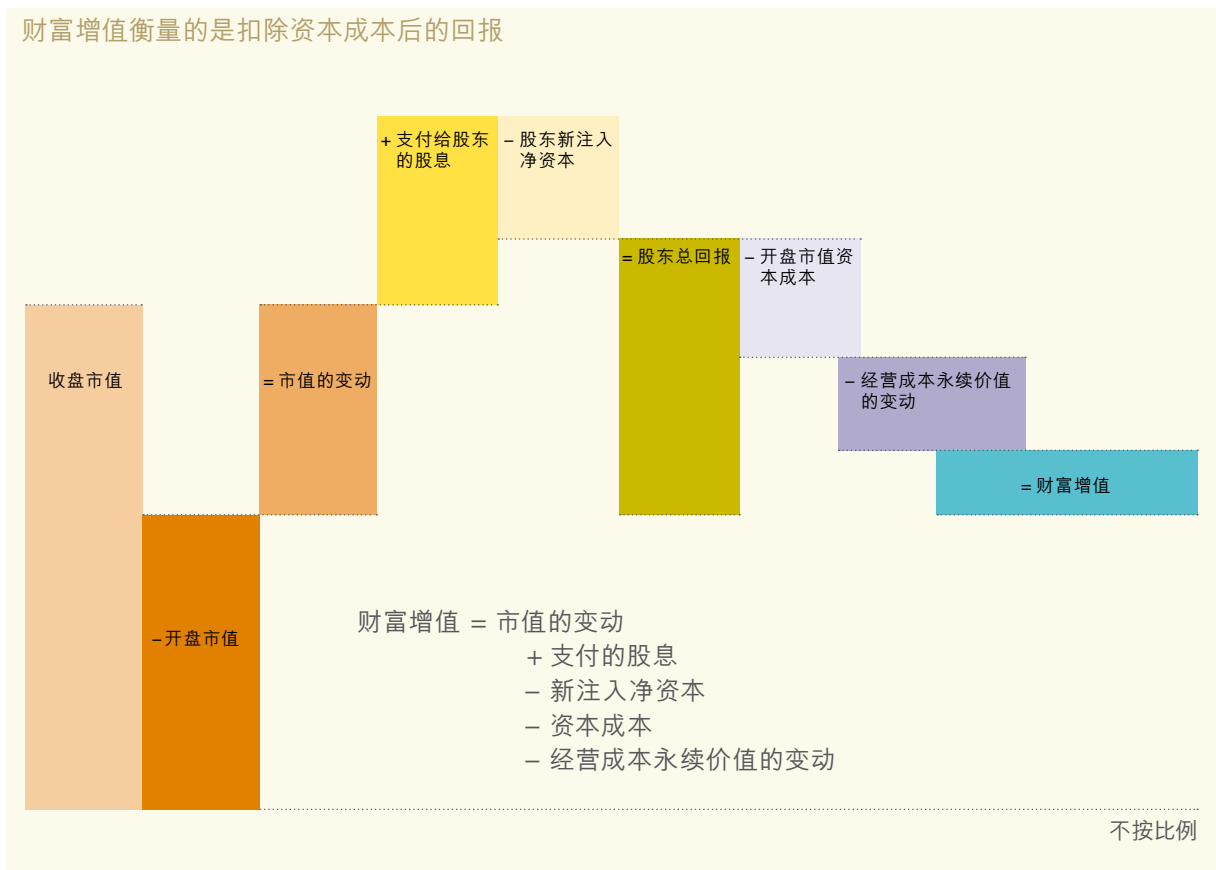 财富增值衡量的是扣除资本成本后的回报
+ 支付给股东
的股息
– 股东新注入
净资本
= 股东总回报
– 开盘市值资
本成本
收盘市值
= 市值的变动
– 经营成本永续价值
的变动
= 财富增值
–开盘市值
财富增值 = 市值的变动
+ 支付的股息
– 新注入净资本
– 资本成本
– 经营成本永续价值的变动
不按比例